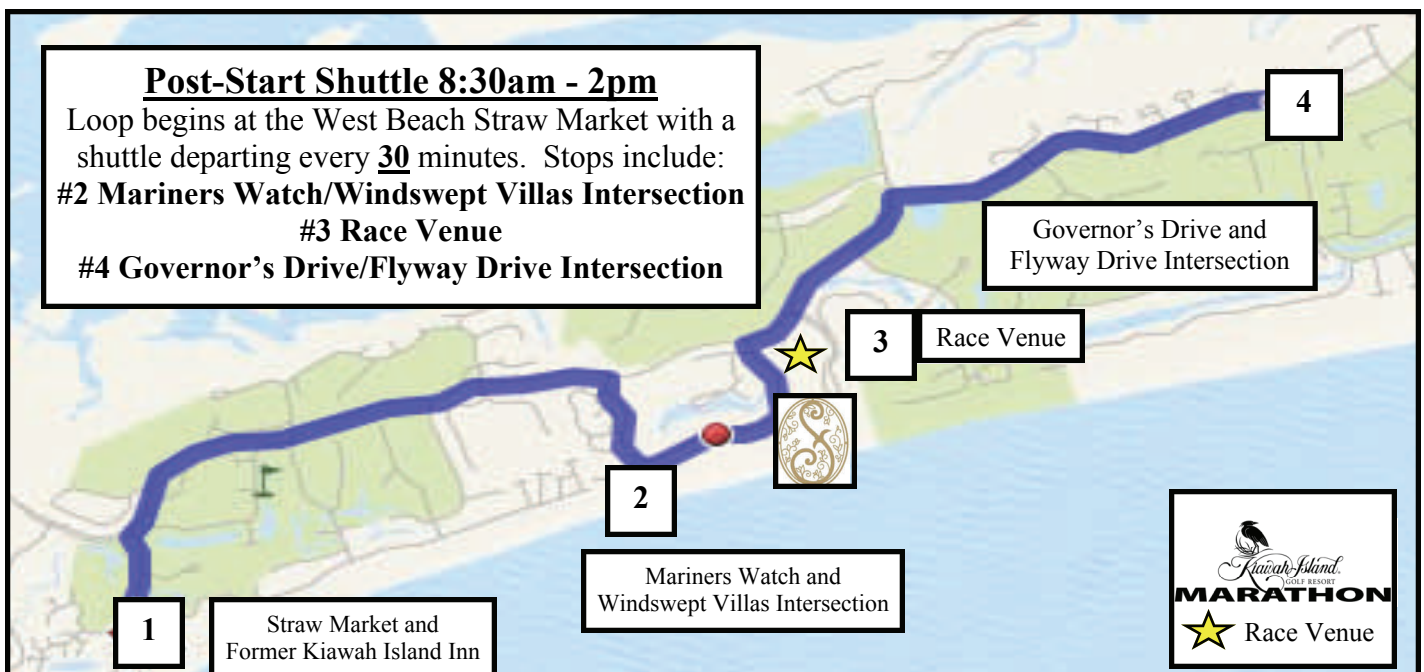 Post-Start Shuttle 8:30am - 2pm
Loop begins at the West Beach Straw Market with a
shuttle departing every 30 minutes.  Stops include:
#2 Mariners Watch/Windswept Villas Intersection
#3 Race Venue
#4 Governor’s Drive/Flyway Drive Intersection
4
Governor’s Drive and
Flyway Drive Intersection
3
Race Venue
2
Mariners Watch and
Windswept Villas Intersection
1
Straw Market and
Former Kiawah Island Inn
Kiawah Island
GOLF RESORT
MARATHON
Race Venue